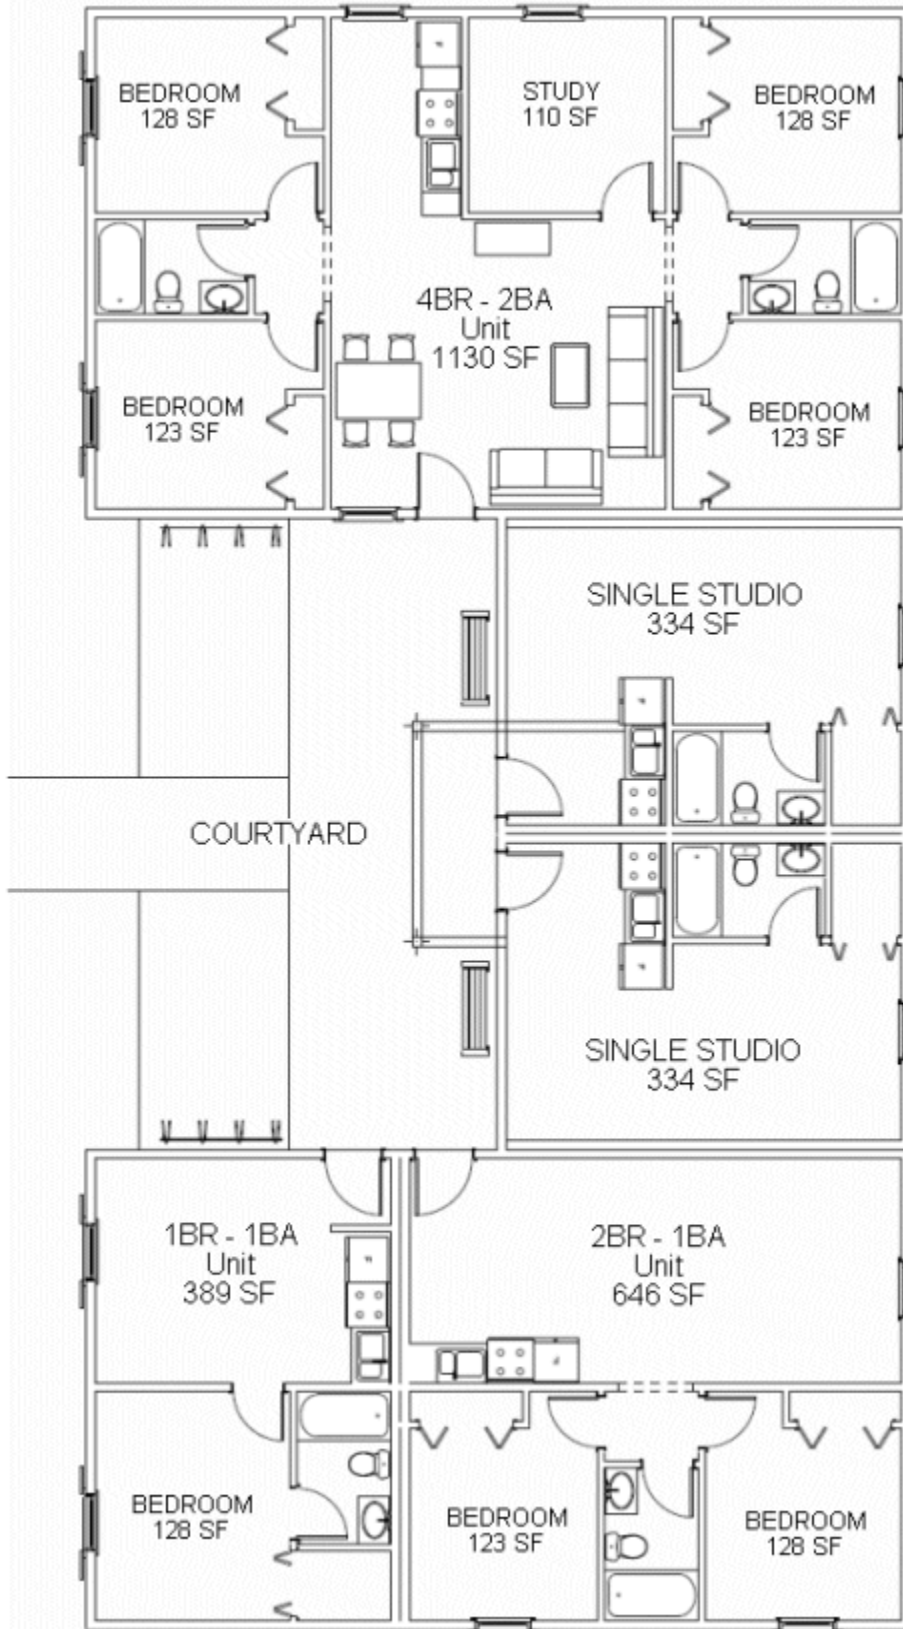 BEDROOM
128 SF
STUDY
110 SF
BEDROOM
128 SF
4BR - 2BA
Unit
1130 SF
BEDROOM
123 SF
BEDROOM
123 SF
SINGLE STUDIO
334 SF
COURTYARD
SINGLE STUDIO
334 SF
1BR - 1BA
Unit
389 SF
2BR - 1BA
Unit
646 SF
BEDROOM
128 SF
BEDROOM
123 SF
BEDROOM
128 SF